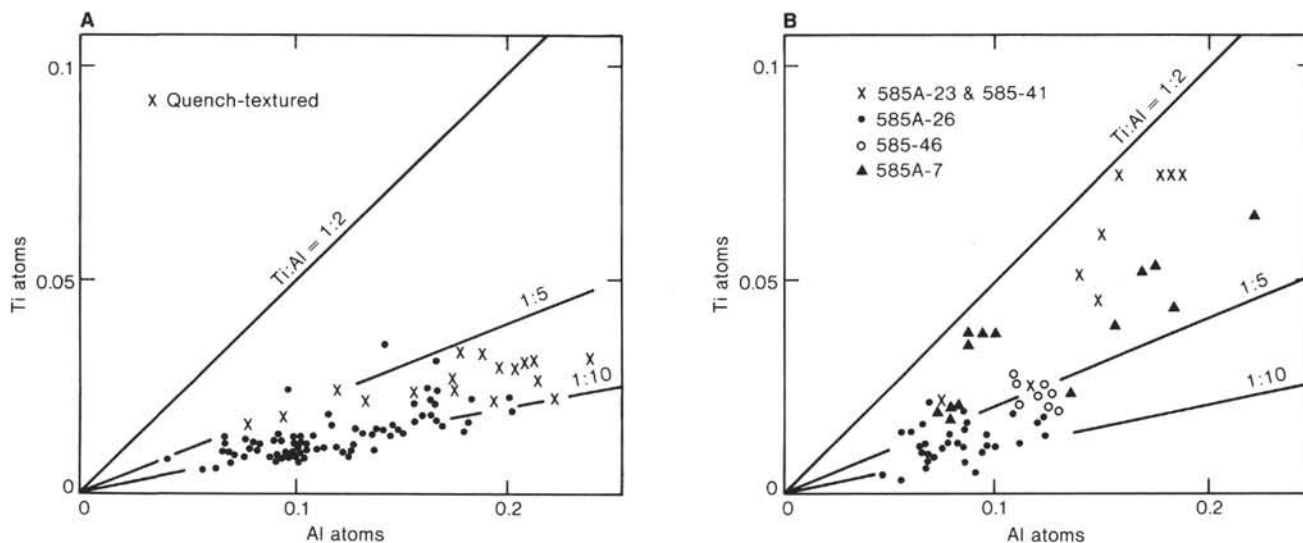 A
0.1
X Quench-textured
Ti:Al = 1:2
Ti atoms
0.05
1:5
1:10
0
0
0.1
0.2
Al atoms
B
0.1
x 585A-23 & 585-41
● 585A-26
○ 585-46
▲ 585A-7
Ti:Al = 1:2
Ti atoms
0.05
1:5
1:10
0
0
0.1
0.2
Al atoms